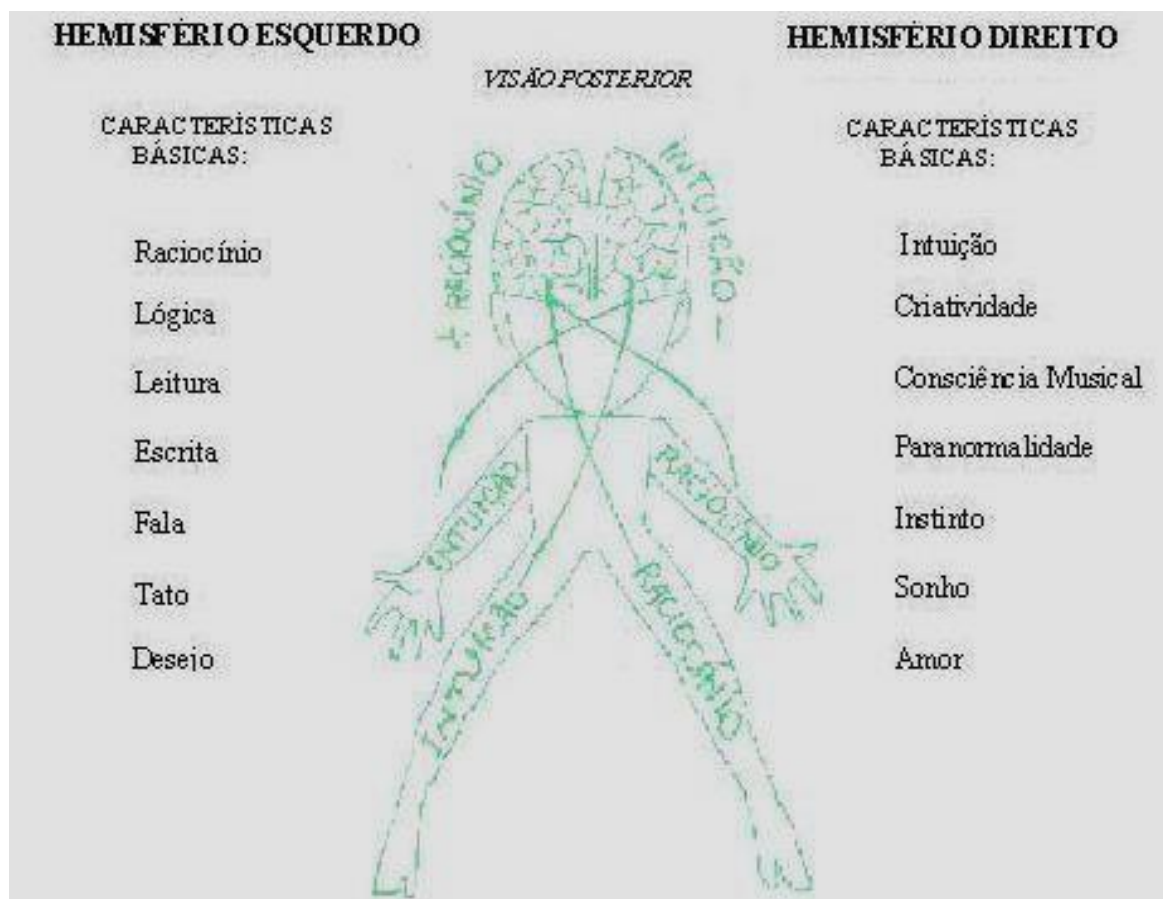 HEMISFÉRIO ESQUERDO
HEMISFÉRIO DIREITO
VISÃO POSTERIOR
CARACTERÍSTICAS
BÁSICAS:
Raciocínio
Lógica
Leitura
Escrita
Fala
Tato
Desejo
+ RACIOCÍNIO
INTUIÇÃO -
INTUIÇÃO
RACIOCÍNIO
INTUIÇÃO
RACIOCÍNIO
CARACTERÍSTICAS
BÁSICAS:
Intuição
Criatividade
Consciência Musical
Paranormalidade
Instinto
Sonho
Amor